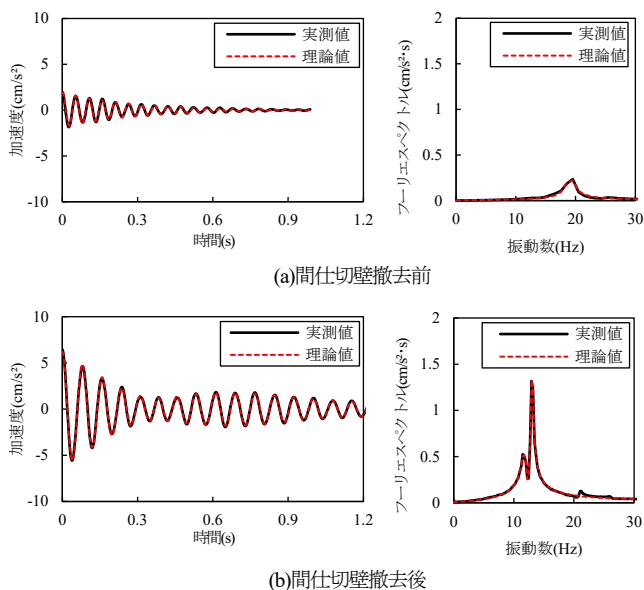 10
5
0
-5
-10
加速度(cm/s²)
実測値
理論値
0
0.3
0.6
0.9
1.2
時間(s)
2
1.5
1
0.5
0
フーリエスペクトル(cm/s²・s)
実測値
理論値
0
10
20
30
振動数(Hz)
(a)間仕切壁撤去前
10
5
0
-5
-10
加速度(cm/s²)
実測値
理論値
0
0.3
0.6
0.9
1.2
時間(s)
2
1.5
1
0.5
0
フーリエスペクトル(cm/s²・s)
実測値
理論値
0
10
20
30
振動数(Hz)
(b)間仕切壁撤去後